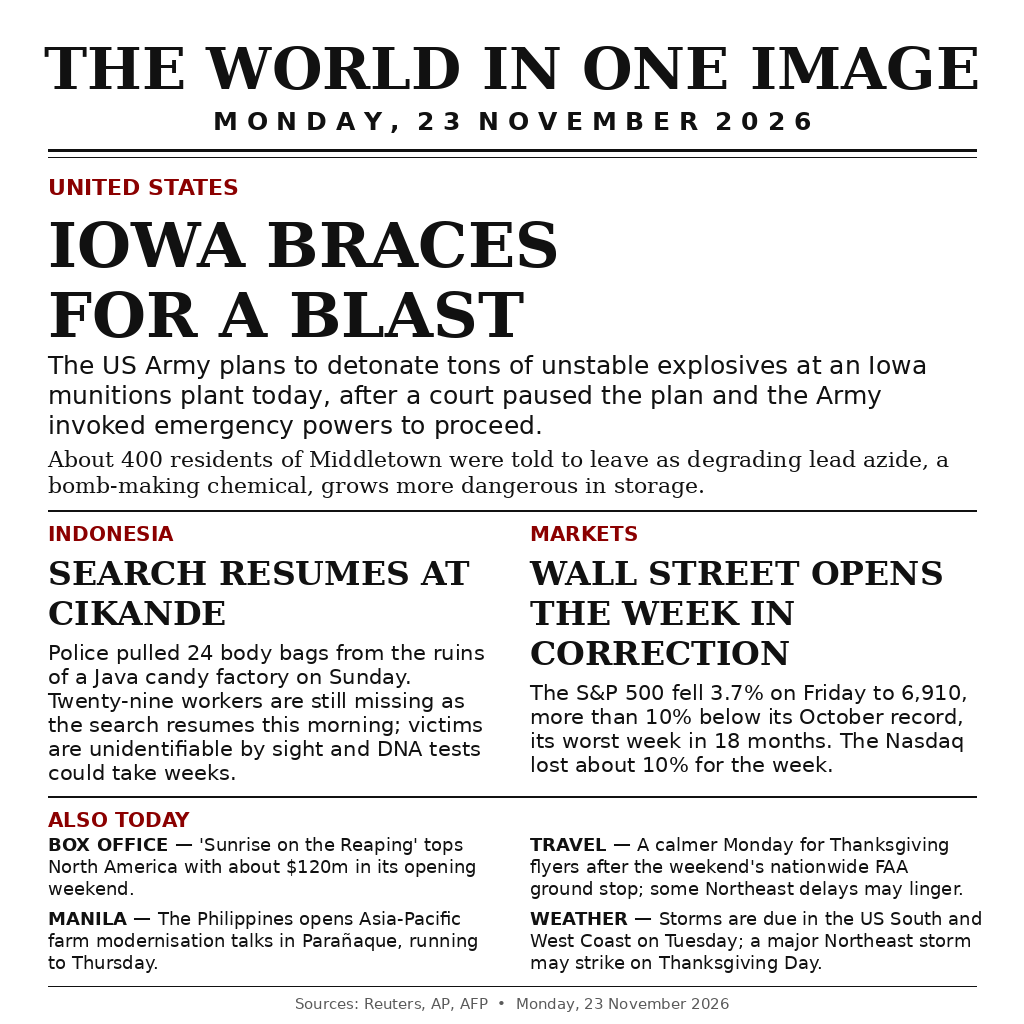 THE WORLD IN ONE IMAGE
MONDAY, 23 NOVEMBER 2026
UNITED STATES
IOWA BRACES
FOR A BLAST
The US Army plans to detonate tons of unstable explosives at an Iowa
munitions plant today, after a court paused the plan and the Army
invoked emergency powers to proceed.
About 400 residents of Middletown were told to leave as degrading lead azide, a
bomb-making chemical, grows more dangerous in storage.
INDONESIA
SEARCH RESUMES AT
CIKANDE
Police pulled 24 body bags from the ruins
of a Java candy factory on Sunday.
Twenty-nine workers are still missing as
the search resumes this morning; victims
are unidentifiable by sight and DNA tests
could take weeks.
MARKETS
WALL STREET OPENS
THE WEEK IN
CORRECTION
The S&P 500 fell 3.7% on Friday to 6,910,
more than 10% below its October record,
its worst week in 18 months. The Nasdaq
lost about 10% for the week.
ALSO TODAY
BOX OFFICE — 'Sunrise on the Reaping' tops
North America with about $120m in its opening
weekend.
MANILA — The Philippines opens Asia-Pacific
farm modernisation talks in Parañaque, running
to Thursday.
TRAVEL — A calmer Monday for Thanksgiving
flyers after the weekend's nationwide FAA
ground stop; some Northeast delays may linger.
WEATHER — Storms are due in the US South and
West Coast on Tuesday; a major Northeast storm
may strike on Thanksgiving Day.
Sources: Reuters, AP, AFP • Monday, 23 November 2026